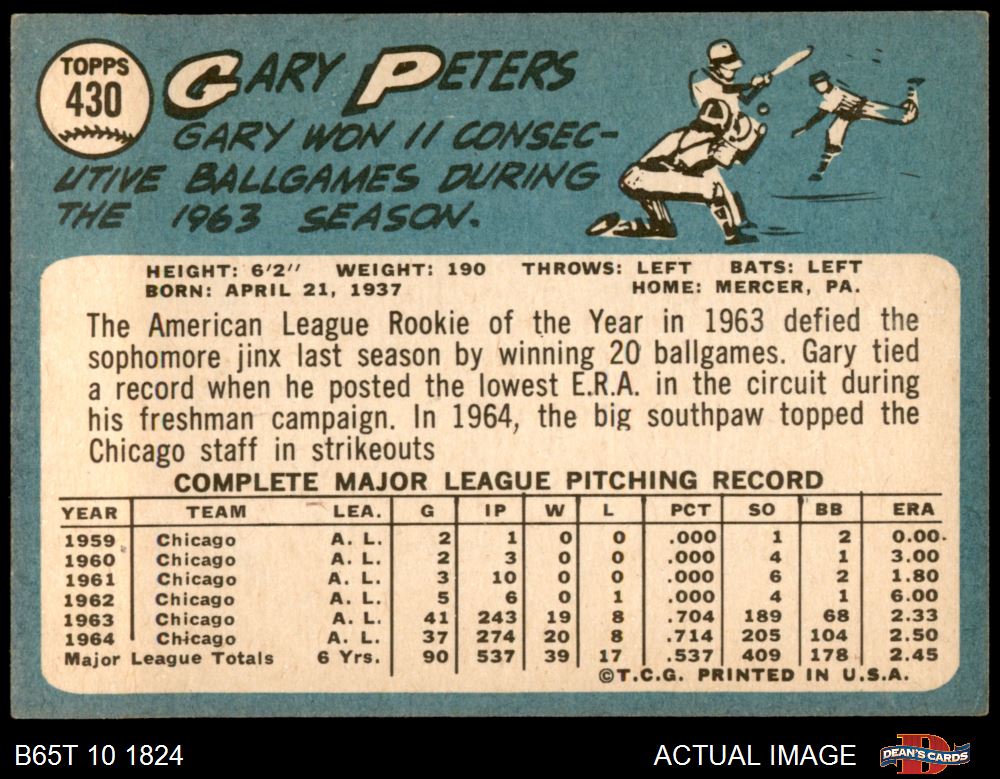 TOPPS
430
GARY PETERS
GARY WON 11 CONSEC-
UTIVE BALLGAMES DURING
THE 1963 SEASON.
HEIGHT: 6'2" WEIGHT: 190 THROWS: LEFT BATS: LEFT
BORN: APRIL 21, 1937 HOME: MERCER, PA.
The American League Rookie of the Year in 1963 defied the
sophomore jinx last season by winning 20 ballgames. Gary tied
a record when he posted the lowest E.R.A. in the circuit during
his freshman campaign. In 1964, the big southpaw topped the
Chicago staff in strikeouts
COMPLETE MAJOR LEAGUE PITCHING RECORD
YEAR TEAM LEA. G IP W L PCT SO BB ERA
1959 Chicago A. L. 2 1 0 0 .000 1 2 0.00
1960 Chicago A. L. 2 3 0 0 .000 4 1 3.00
1961 Chicago A. L. 3 10 0 0 .000 6 2 1.80
1962 Chicago A. L. 5 6 0 1 .000 4 1 6.00
1963 Chicago A. L. 41 243 19 8 .704 189 68 2.33
1964 Chicago A. L. 37 274 20 8 .714 205 104 2.50
Major League Totals 6 Yrs. 90 537 39 17 .537 409 178 2.45
©T.C.G. PRINTED IN U.S.A.
B65T 10 1824 ACTUAL IMAGE DEAN'S CARDS